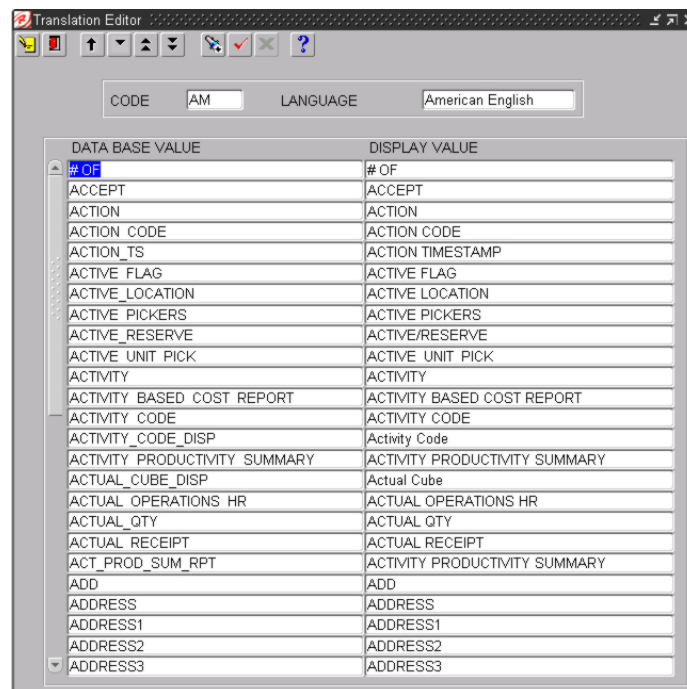 Translation Editor
CODE AM LANGUAGE American English
DATA BASE VALUE DISPLAY VALUE
# OF # OF
ACCEPT ACCEPT
ACTION ACTION
ACTION_CODE ACTION CODE
ACTION_TS ACTION TIMESTAMP
ACTIVE_FLAG ACTIVE FLAG
ACTIVE_LOCATION ACTIVE LOCATION
ACTIVE_PICKERS ACTIVE PICKERS
ACTIVE_RESERVE ACTIVE/RESERVE
ACTIVE_UNIT_PICK ACTIVE_UNIT_PICK
ACTIVITY ACTIVITY
ACTIVITY_BASED_COST_REPORT ACTIVITY BASED COST REPORT
ACTIVITY_CODE ACTIVITY CODE
ACTIVITY_CODE_DISP Activity Code
ACTIVITY_PRODUCTIVITY_SUMMARY ACTIVITY PRODUCTIVITY SUMMARY
ACTUAL_CUBE_DISP Actual Cube
ACTUAL_OPERATIONS_HR ACTUAL OPERATIONS HR
ACTUAL_QTY ACTUAL QTY
ACTUAL_RECEIPT ACTUAL RECEIPT
ACT_PROD_SUM_RPT ACTIVITY PRODUCTIVITY SUMMARY
ADD ADD
ADDRESS ADDRESS
ADDRESS1 ADDRESS1
ADDRESS2 ADDRESS2
ADDRESS3 ADDRESS3